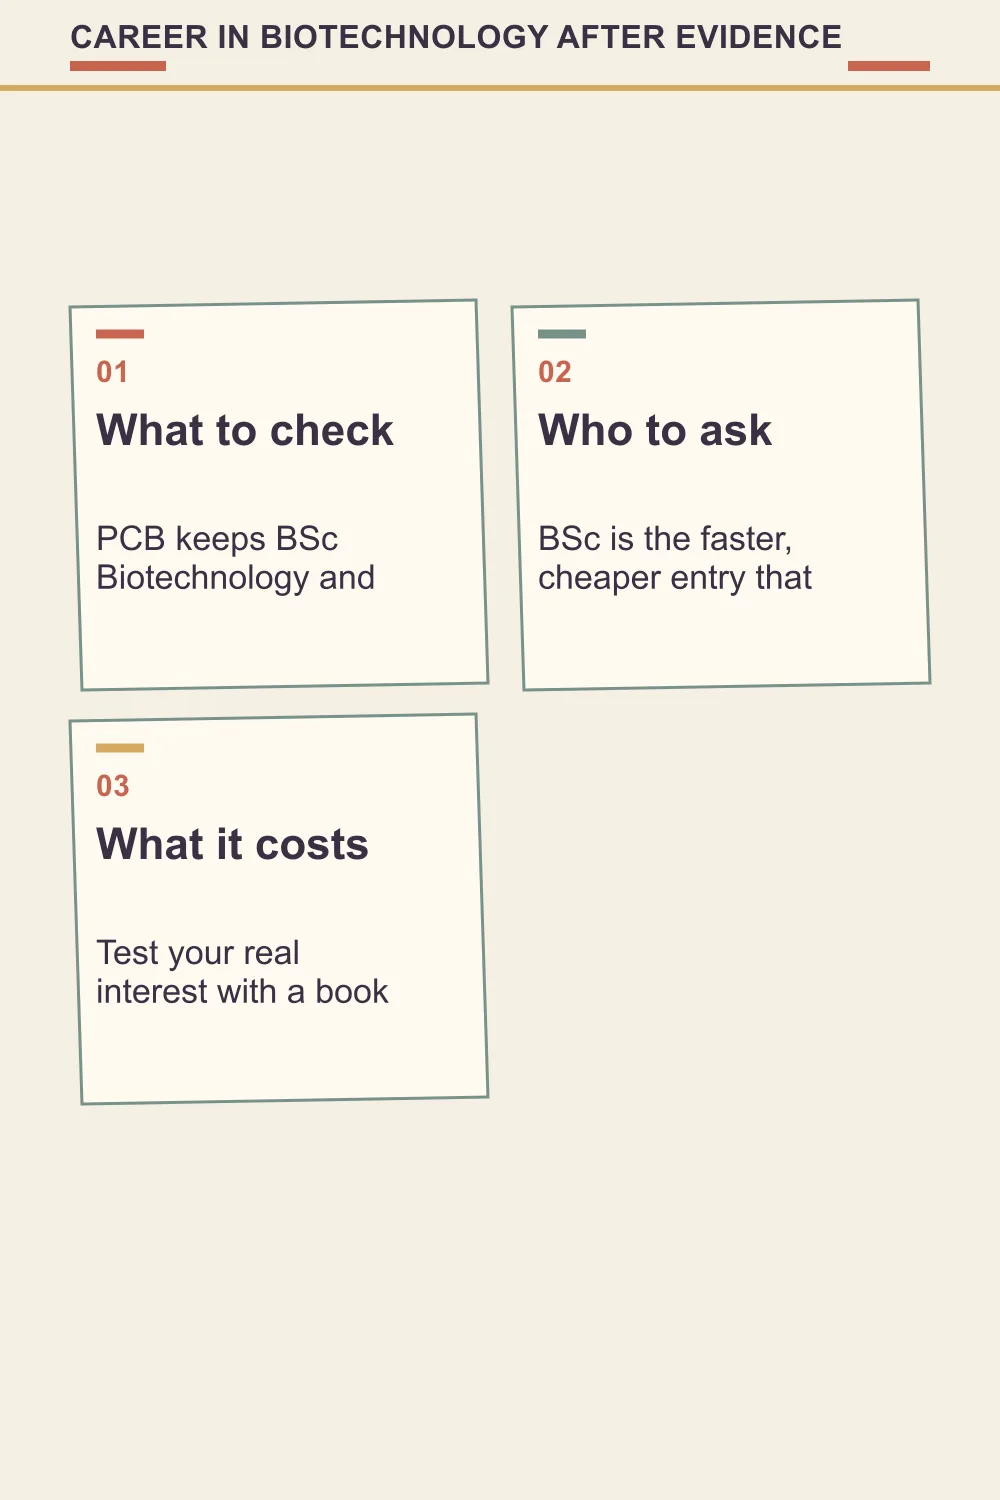 CAREER IN BIOTECHNOLOGY AFTER EVIDENCE
01
What to check
PCB keeps BSc
Biotechnology and
02
Who to ask
BSc is the faster,
cheaper entry that
03
What it costs
Test your real
interest with a book